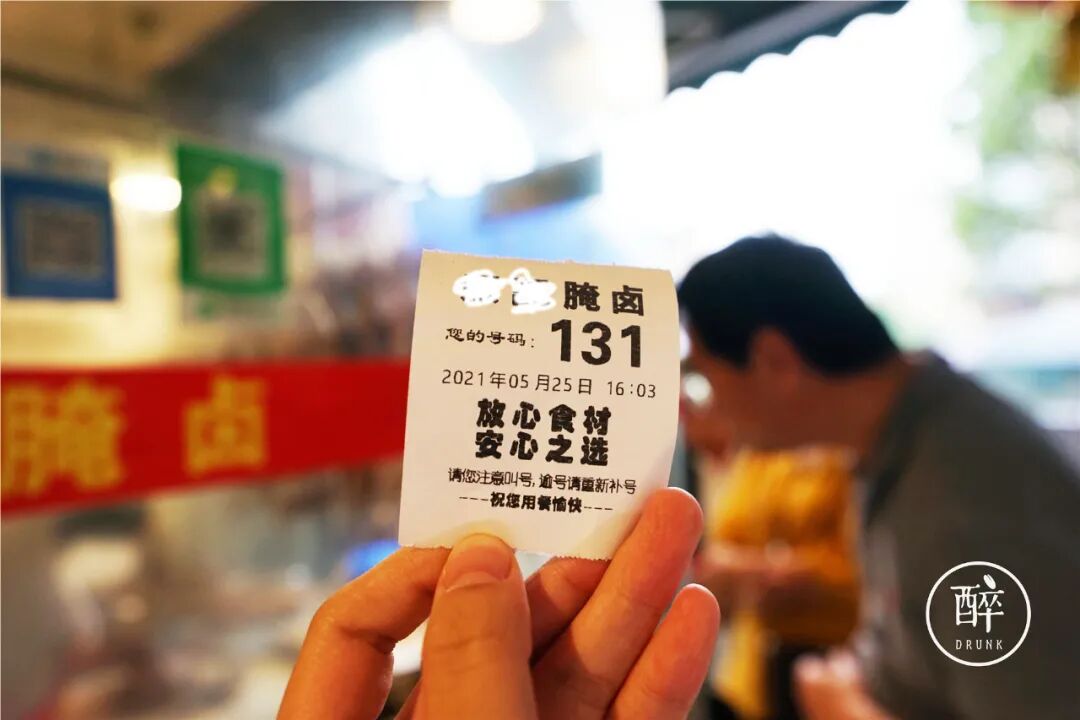 腌卤
您的号码: 131
2021年05月25日 16:03
放心食材
安心之选
请您注意叫号,逾号请重新补号
---祝您用餐愉快---
腌 卤
醉
DRUNK